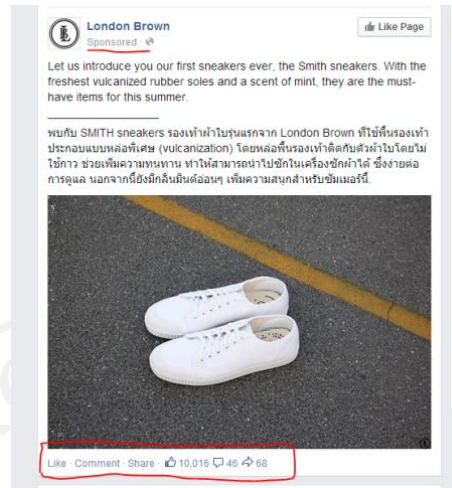 London Brown
Like Page
Sponsored ·
Let us introduce you our first sneakers ever, the Smith sneakers. With the
freshest vulcanized rubber soles and a scent of mint, they are the must-
have items for this summer.
พบกับ SMITH sneakers รองเท้าผ้าใบรุ่นแรกจาก London Brown ที่ใช้พื้นรองเท้า
ประกอบแบบหล่อพิเศษ (vulcanization) โดยหล่อพื้นรองเท้าติดกับตัวผ้าใบโดยไม่
ใช้กาว ช่วยเพิ่มความทนทาน ทำให้สามารถนำไปซักในเครื่องซักผ้าได้ ซึ่งง่ายต่อ
การดูแล นอกจากนี้ยังมีกลิ่นมินต์อ่อนๆ เพิ่มความสนุกสำหรับซัมเมอร์นี้
Like · Comment · Share · 10,016 46 68